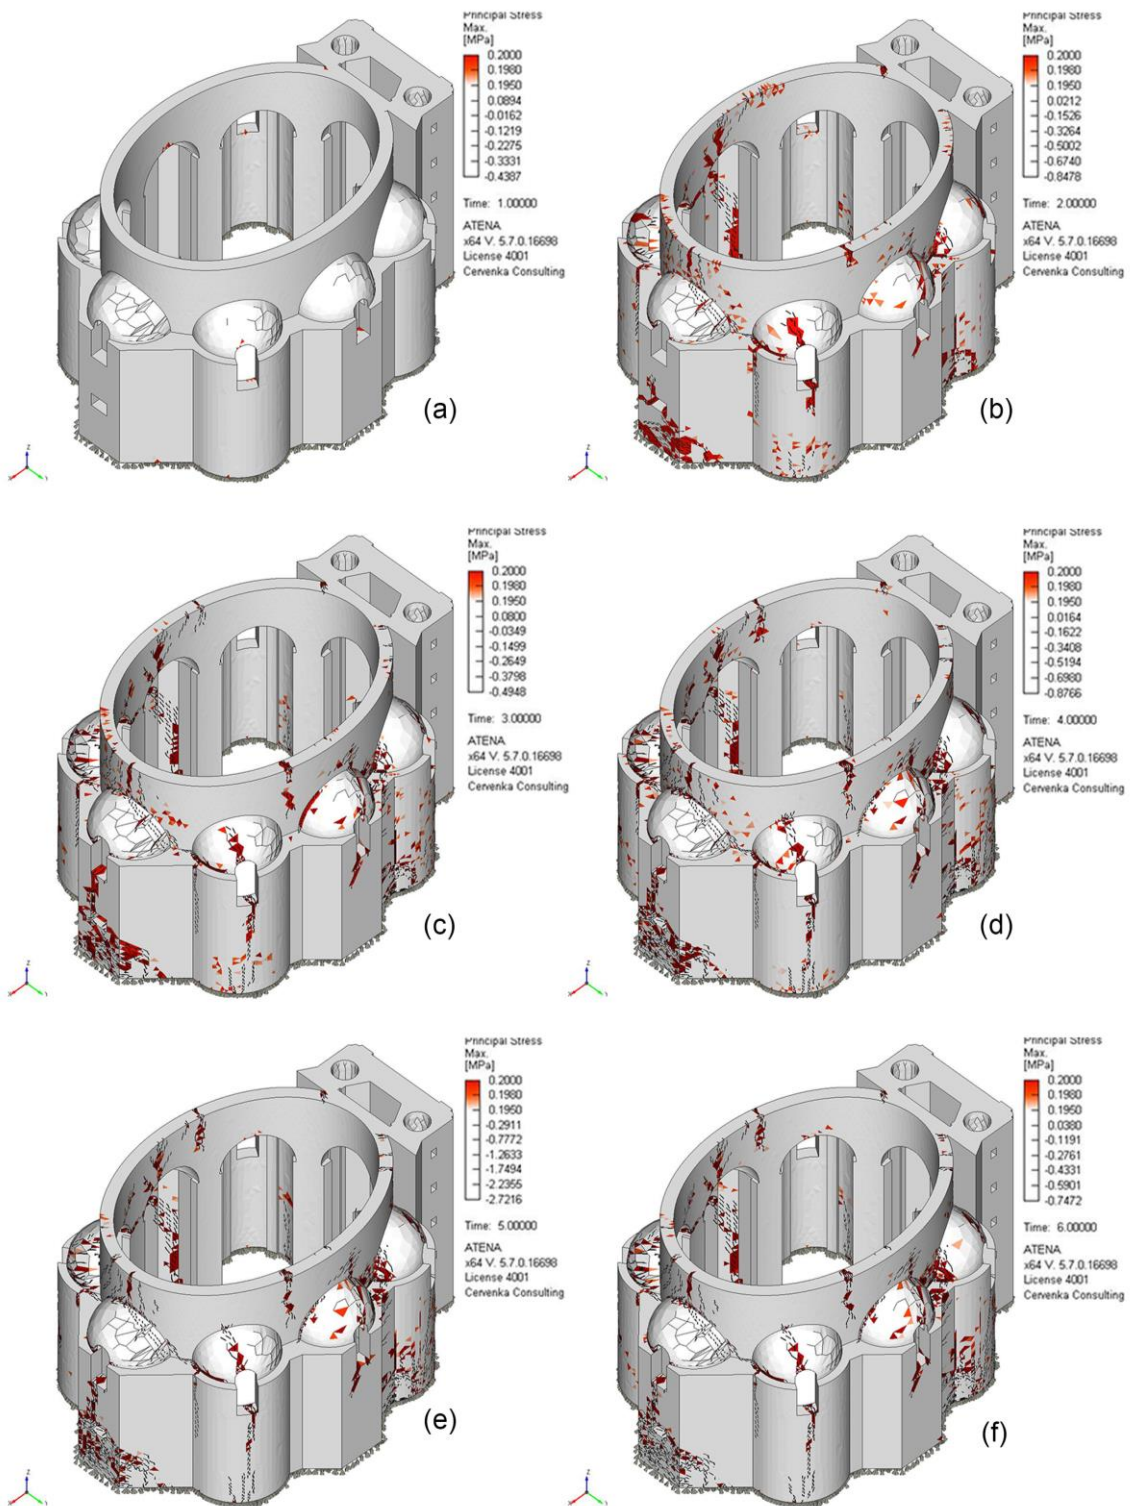 Principal Stress
Max.
[MPa]
0.2000
0.1980
0.1950
0.0894
-0.0162
-0.1219
-0.2275
-0.3331
-0.4387
Time: 1.00000
ATENA
x64 V. 5.7.0.16698
License 4001
Cervenka Consulting
(a)
Principal Stress
Max.
[MPa]
0.2000
0.1980
0.1950
0.0212
-0.1526
-0.3264
-0.5002
-0.6740
-0.8478
Time: 2.00000
ATENA
x64 V. 5.7.0.16698
License 4001
Cervenka Consulting
(b)
Principal Stress
Max.
[MPa]
0.2000
0.1980
0.1950
0.0800
-0.0349
-0.1499
-0.2649
-0.3798
-0.4948
Time: 3.00000
ATENA
x64 V. 5.7.0.16698
License 4001
Cervenka Consulting
(c)
Principal Stress
Max.
[MPa]
0.2000
0.1980
0.1950
0.0164
-0.1622
-0.3408
-0.5194
-0.6980
-0.8766
Time: 4.00000
ATENA
x64 V. 5.7.0.16698
License 4001
Cervenka Consulting
(d)
Principal Stress
Max.
[MPa]
0.2000
0.1980
0.1950
-0.2911
-0.7772
-1.2633
-1.7494
-2.2355
-2.7216
Time: 5.00000
ATENA
x64 V. 5.7.0.16698
License 4001
Cervenka Consulting
(e)
Principal Stress
Max.
[MPa]
0.2000
0.1980
0.1950
0.0380
-0.1191
-0.2761
-0.4331
-0.5901
-0.7472
Time: 6.00000
ATENA
x64 V. 5.7.0.16698
License 4001
Cervenka Consulting
(f)